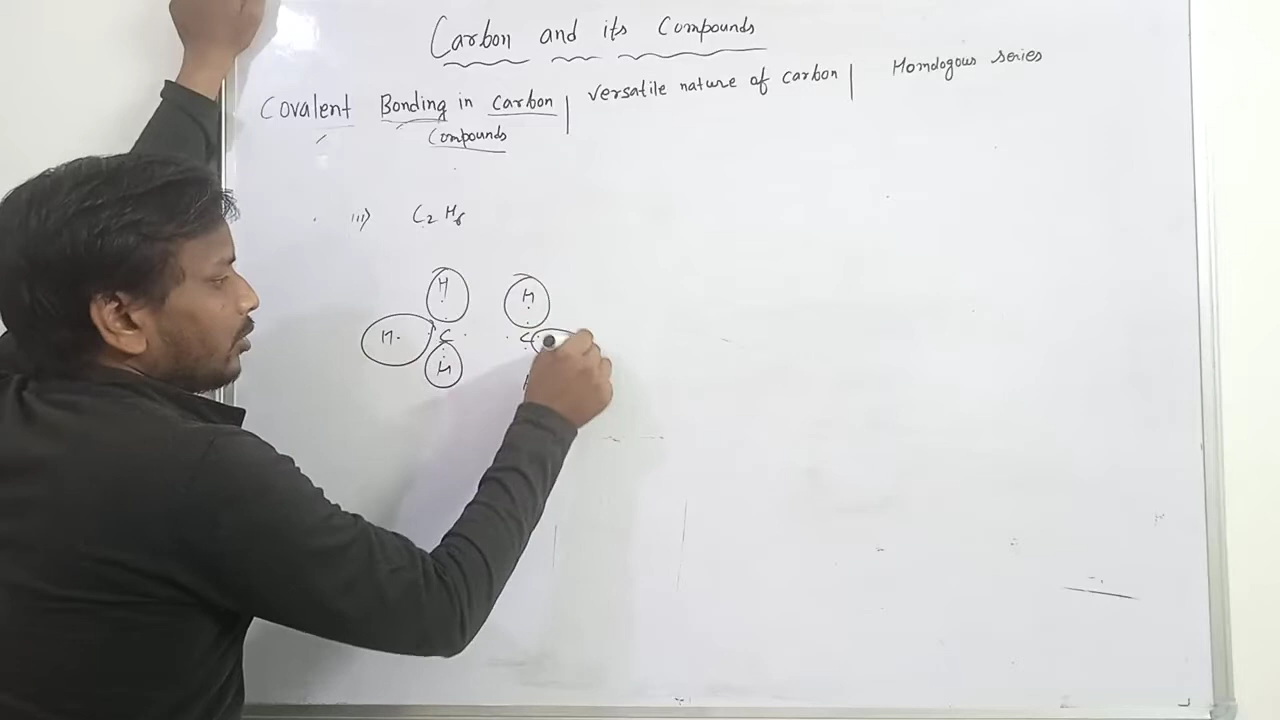 Carbon and its Compounds
Covalent Bonding in Carbon | versatile nature of carbon | Homologous series
Compounds
iii) C2 H6
H H
H. C C
H